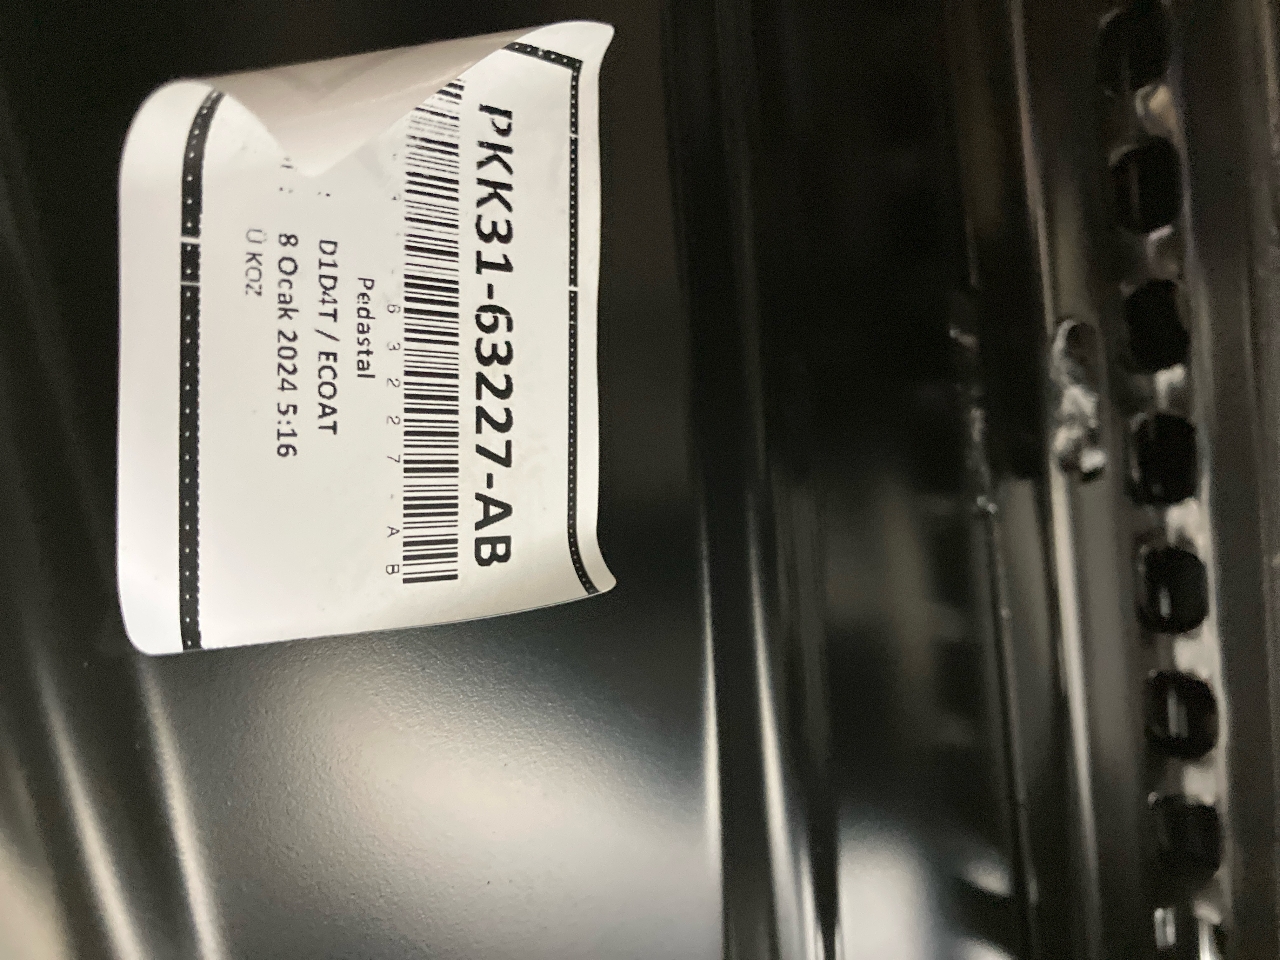 PKK31-63227-AB
6 3 2 2 7 - A B
Pedastal
: D1D4T / ECOAT
: 8 Ocak 2024 5:16
Ü KOZ